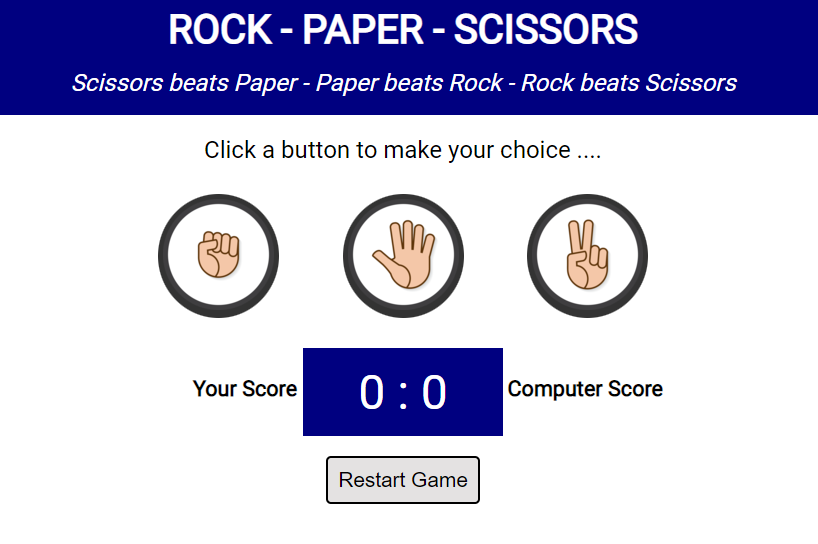 ROCK - PAPER - SCISSORS
Scissors beats Paper - Paper beats Rock - Rock beats Scissors
Click a button to make your choice ....
Your Score 0 : 0 Computer Score
Restart Game